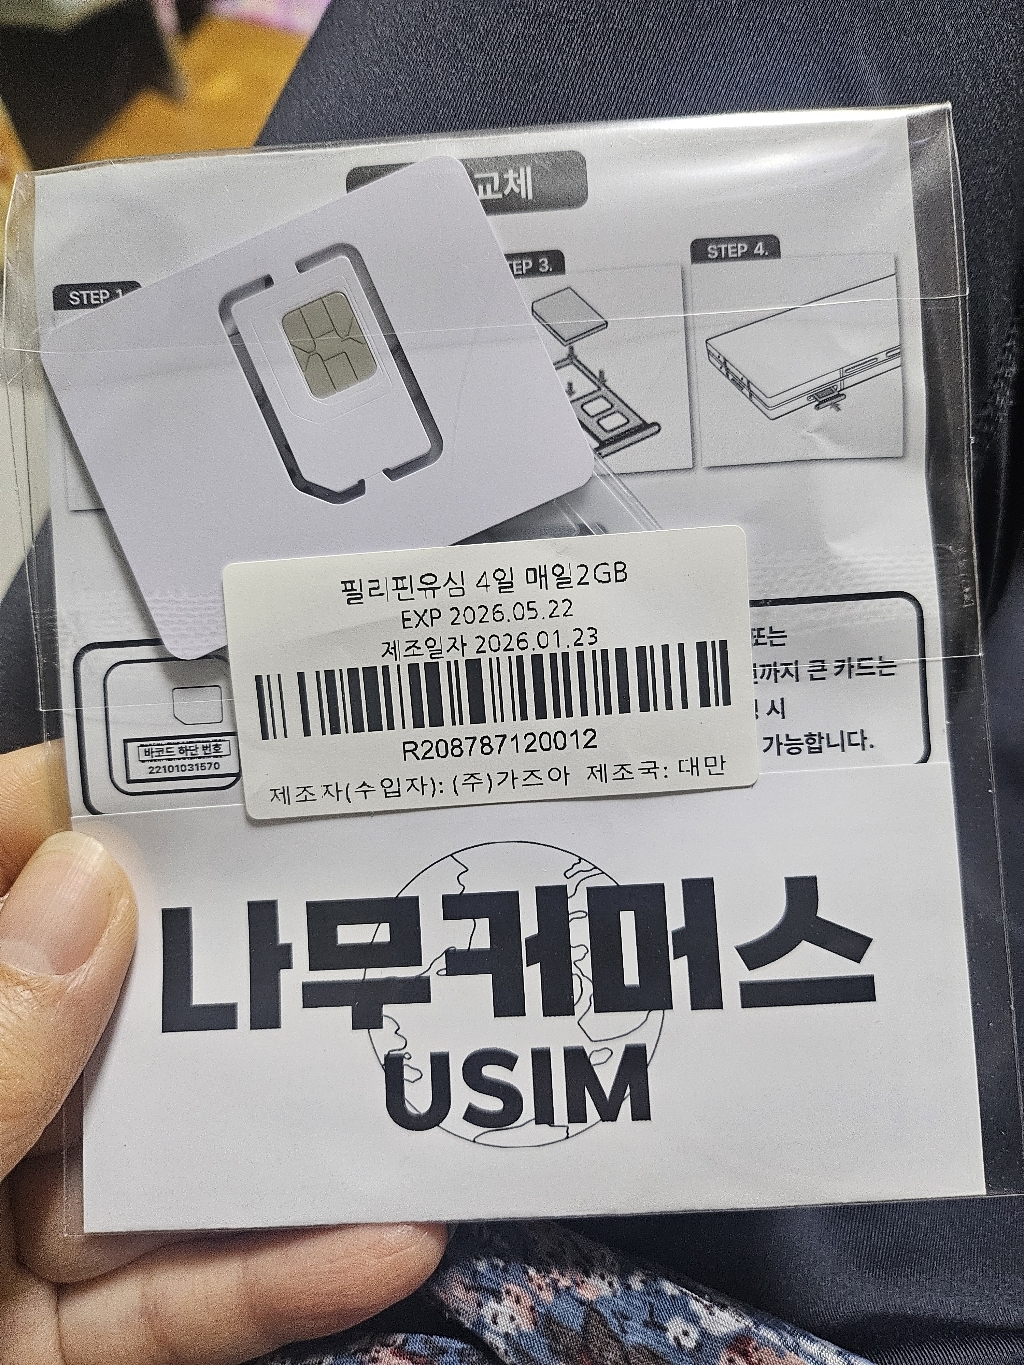 교체
STEP 1
EP 3.
STEP 4.
필리핀유심 4일 매일2GB
EXP 2026.05.22
제조일자 2026.01.23
R208787120012
제조자(수입자): (주)가즈아 제조국: 대만
또는
까지 큰 카드는
시
가능합니다.
바코드 하단 번호
22101031570
나무커머스
USIM